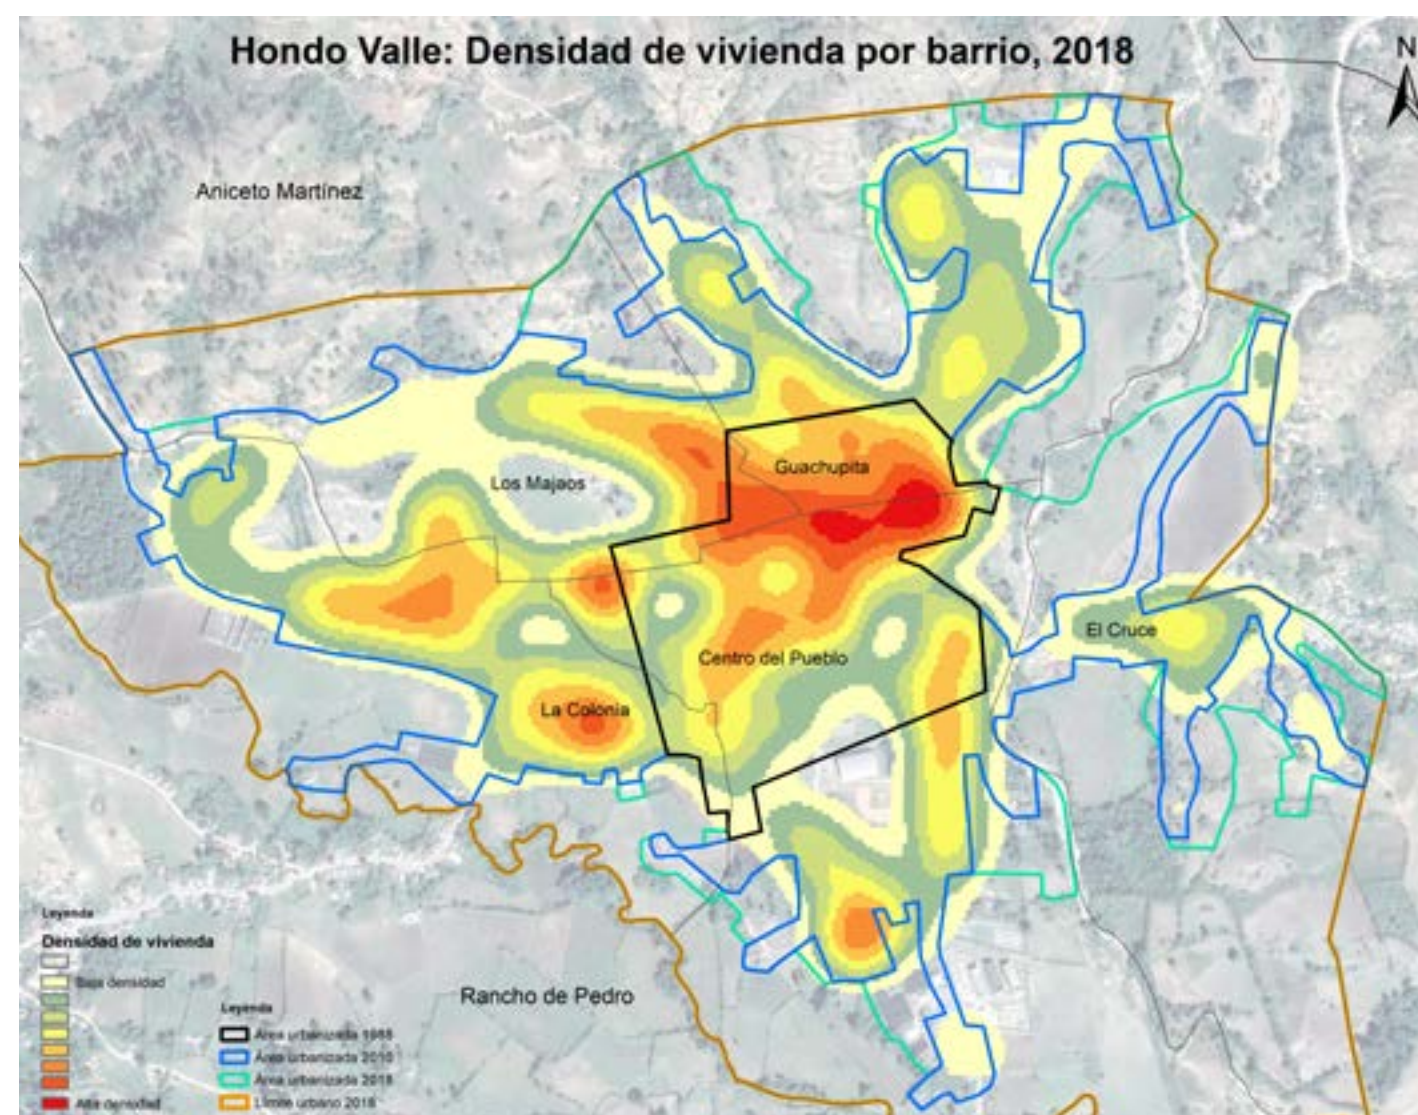 Hondo Valle: Densidad de vivienda por barrio, 2018
N
Aniceto Martínez
Guachupita
Los Majaos
El Cruce
Centro del Pueblo
La Colonia
Rancho de Pedro
Leyenda
Densidad de vivienda
Baja densidad
Alta densidad
Leyenda
Área urbanizada 1988
Área urbanizada 2010
Área urbanizada 2018
Límite urbano 2018